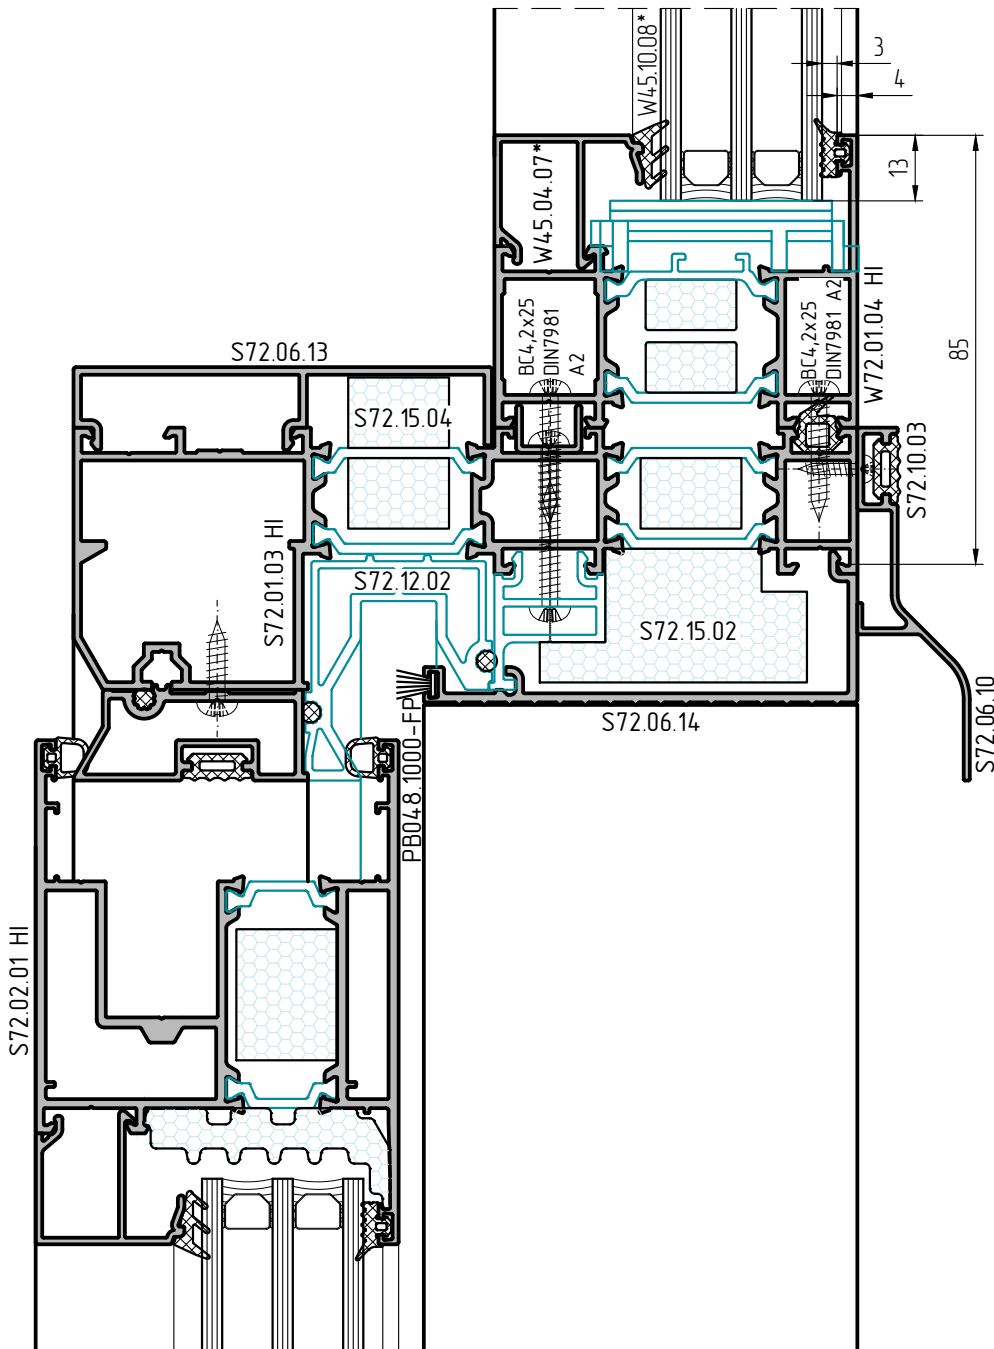 W45.10.08*
3
4
13
W45.04.07*
BC4,2x25
DIN7981
A2
BC4,2x25
DIN7981 A2
W72.01.04 HI
85
S72.06.13
S72.15.04
S72.10.03
S72.01.03 HI
S72.12.02
S72.15.02
S72.06.14
S72.06.10
PB048.1000-FP
S72.02.01 HI